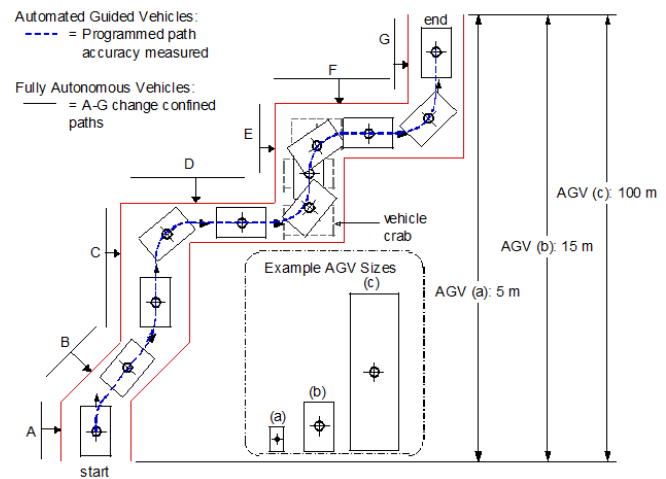 Automated Guided Vehicles:
= Programmed path
accuracy measured
Fully Autonomous Vehicles:
= A-G change confined
paths
end
G
F
E
D
C
B
A
start
vehicle
crab
Example AGV Sizes
(c)
(b)
(a)
AGV (c): 100 m
AGV (b): 15 m
AGV (a): 5 m